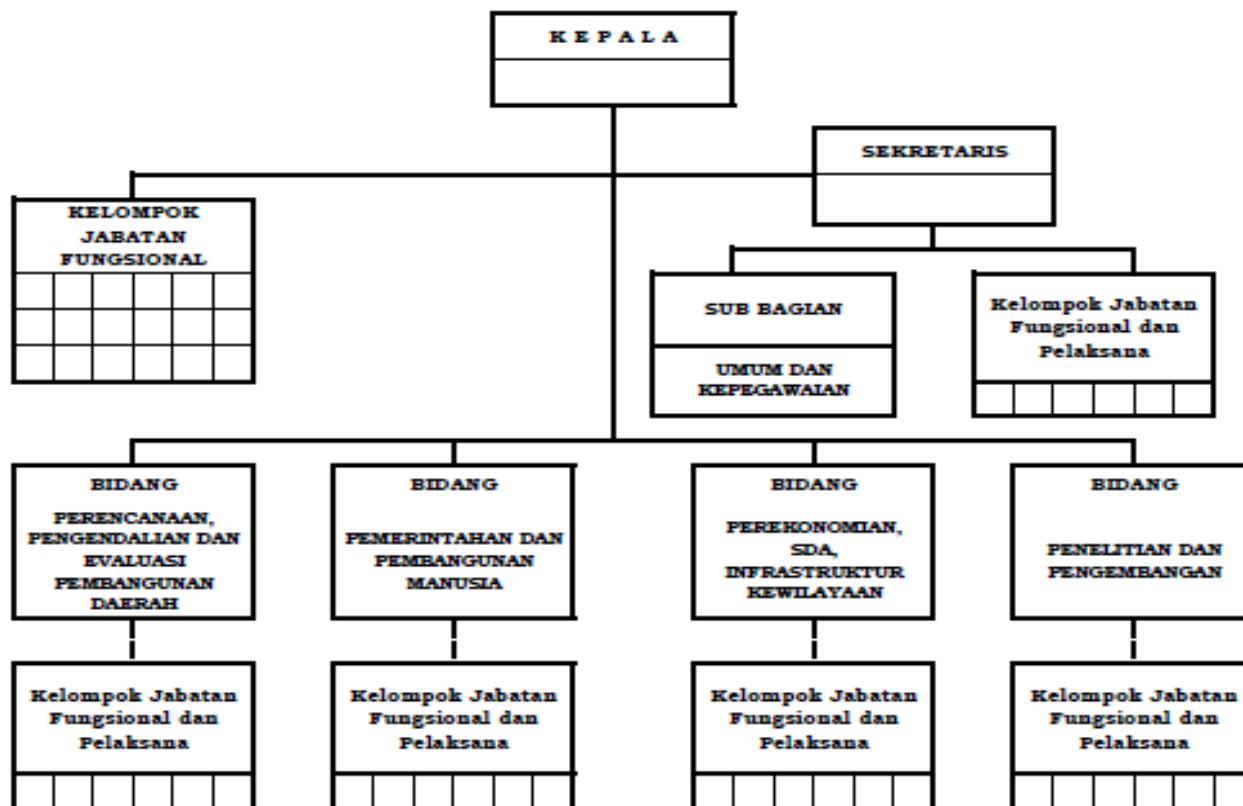 K E P A L A
SEKRETARIS
KELOMPOK
JABATAN
FUNGSIONAL
SUB BAGIAN
UMUM DAN
KEPEGAWAIAN
Kelompok Jabatan
Fungsional dan
Pelaksana
BIDANG
PERENCANAAN,
PENGENDALIAN DAN
EVALUASI
PEMBANGUNAN
DAERAH
BIDANG
PEMERINTAHAN DAN
PEMBANGUNAN
MANUSIA
BIDANG
PEREKONOMIAN,
SDA,
INFRASTRUKTUR
KEWILAYAAN
BIDANG
PENELITIAN DAN
PENGEMBANGAN
Kelompok Jabatan
Fungsional dan
Pelaksana
Kelompok Jabatan
Fungsional dan
Pelaksana
Kelompok Jabatan
Fungsional dan
Pelaksana
Kelompok Jabatan
Fungsional dan
Pelaksana